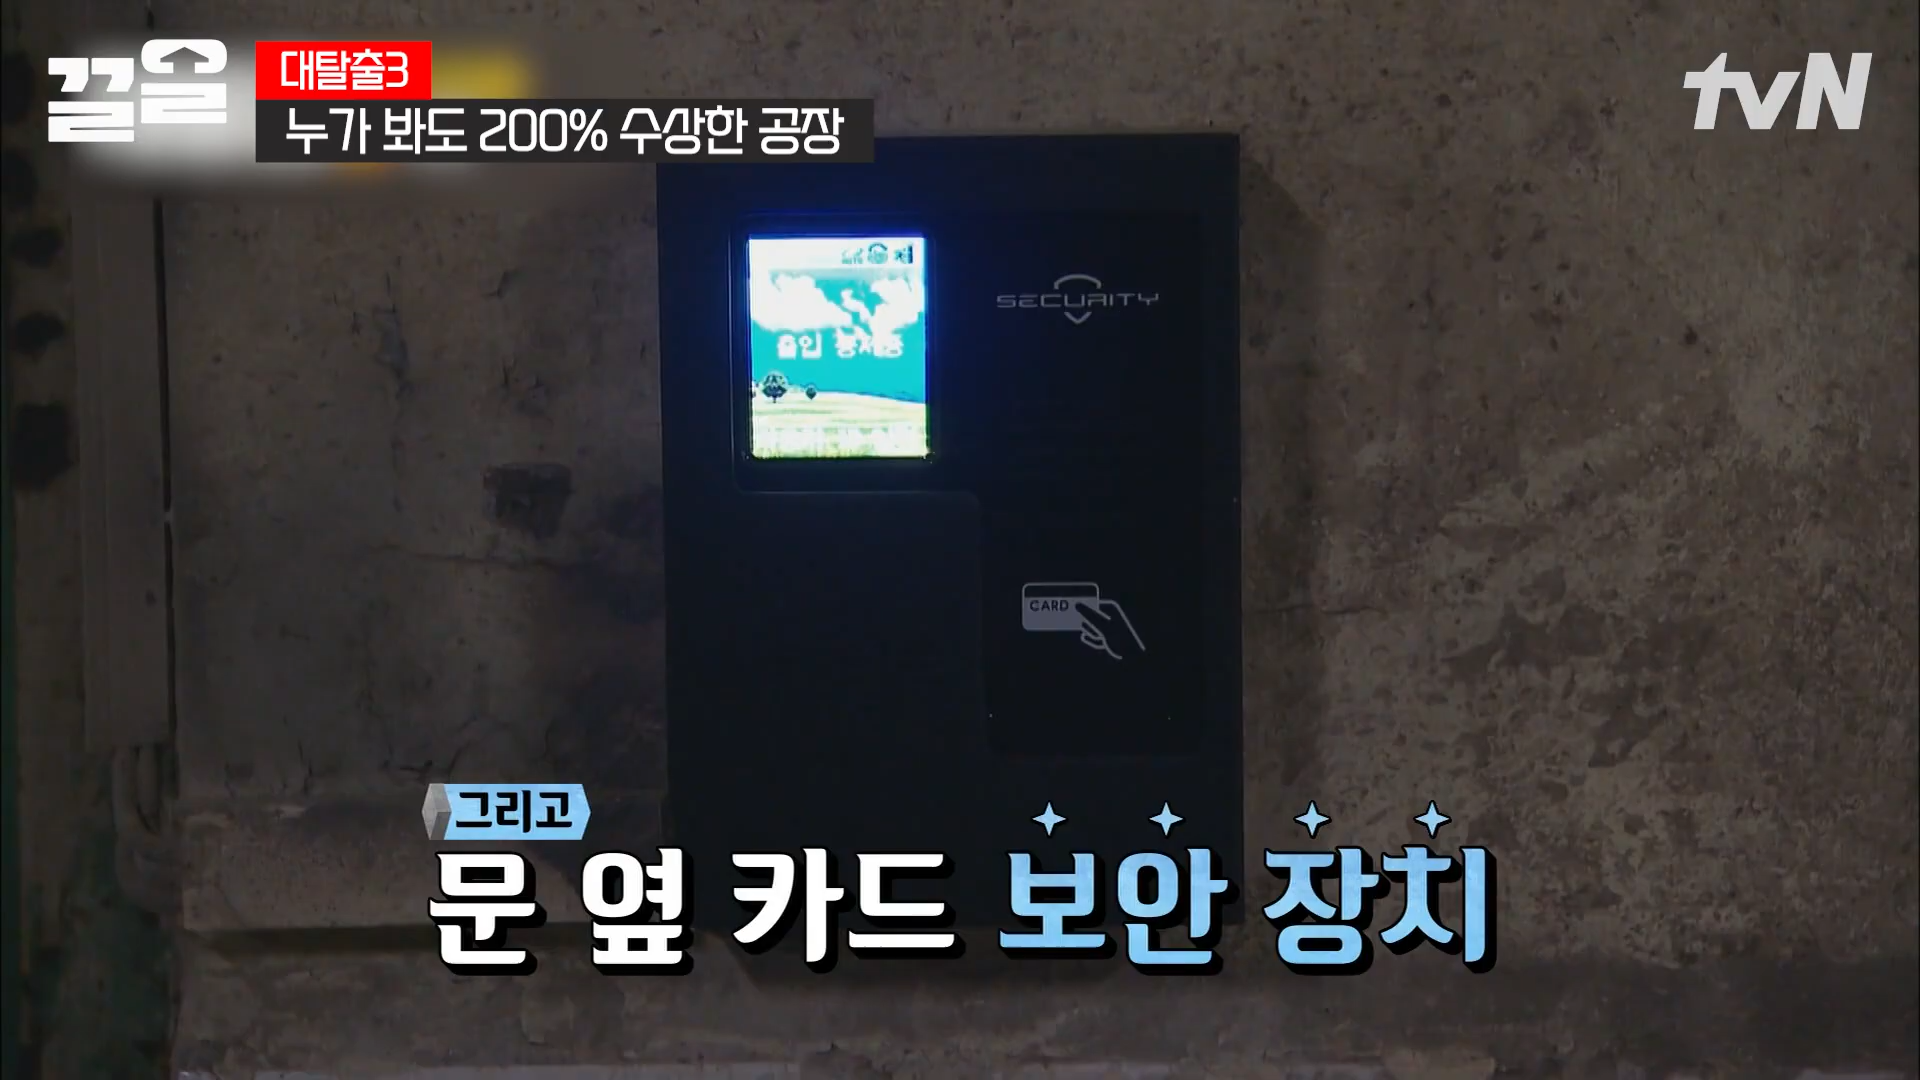 끌올
대탈출3
누가 봐도 200% 수상한 공장
tvN
SECURITY
CARD
그리고
문 옆 카드 보안 장치